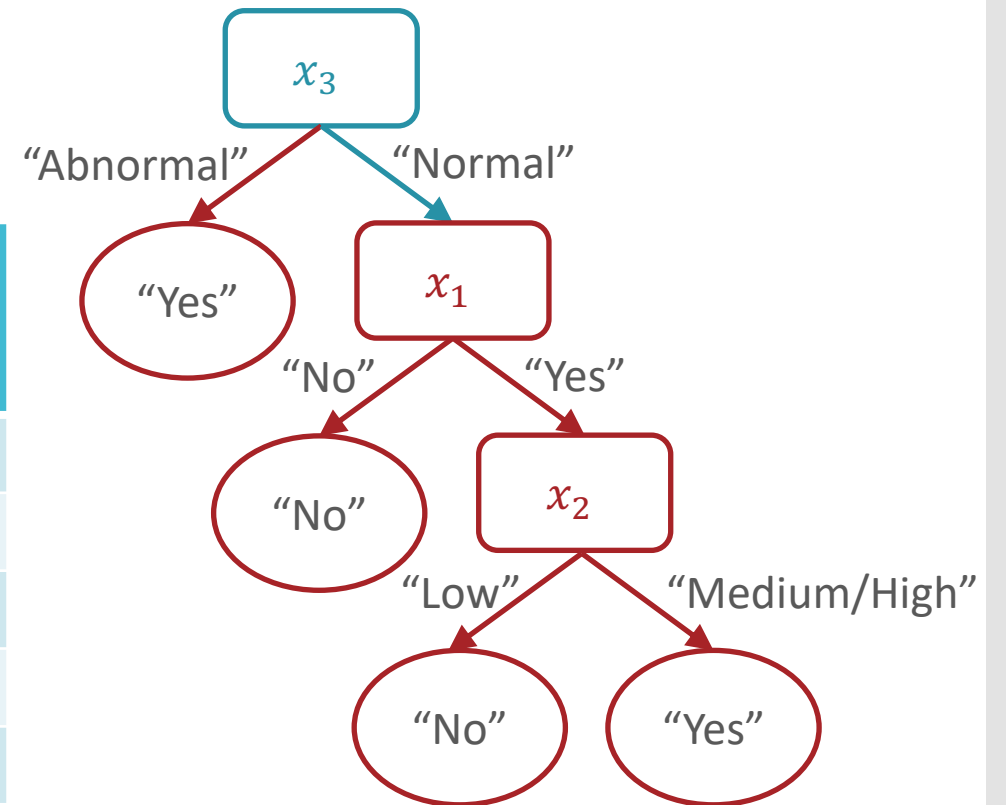 x₃
“Abnormal” “Normal”
“Yes” x₁
“No” “Yes”
“No” x₂
“Low” “Medium/High”
“No” “Yes”